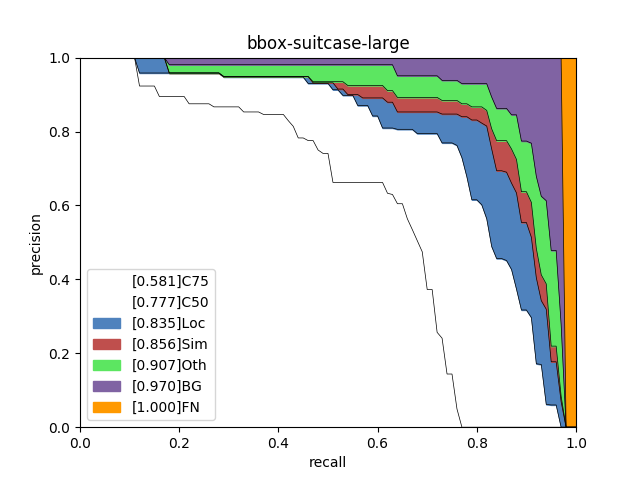 bbox-suitcase-large
1.0
0.8
0.6
0.4
0.2
0.0
precision
[0.581]C75
[0.777]C50
[0.835]Loc
[0.856]Sim
[0.907]Oth
[0.970]BG
[1.000]FN
0.0 0.2 0.4 0.6 0.8 1.0
recall